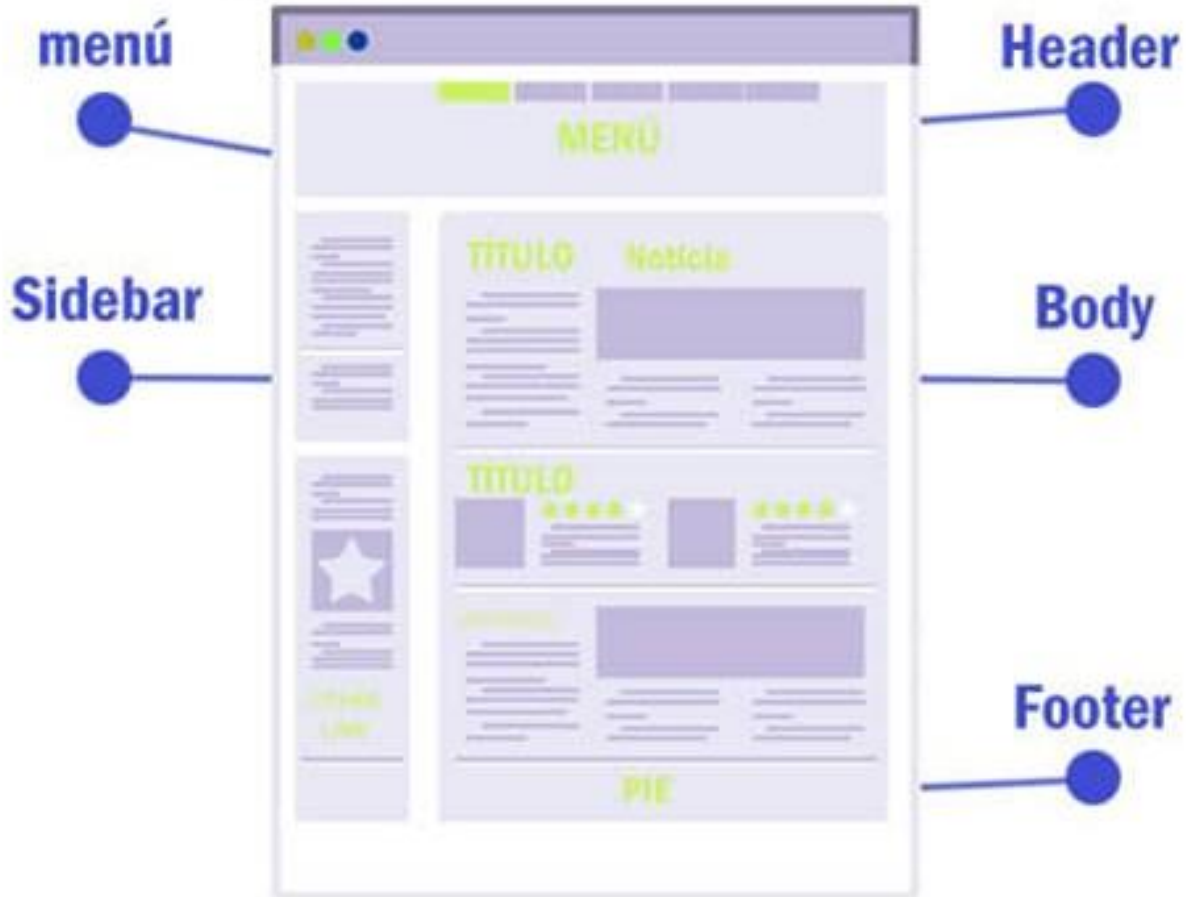 menú
Header
MENÚ
Sidebar
Body
TÍTULO
Noticia
TÍTULO
Footer
PIE